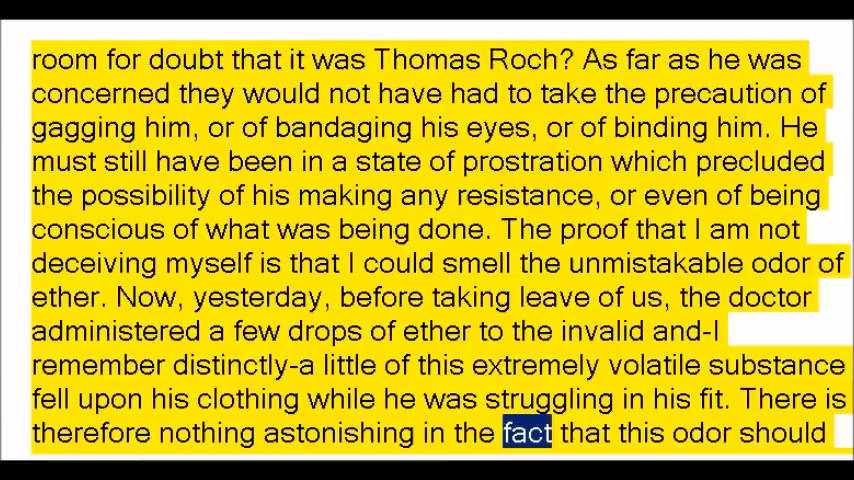 room for doubt that it was Thomas Roch? As far as he was
concerned they would not have had to take the precaution of
gagging him, or of bandaging his eyes, or of binding him. He
must still have been in a state of prostration which precluded
the possibility of his making any resistance, or even of being
conscious of what was being done. The proof that I am not
deceiving myself is that I could smell the unmistakable odor of
ether. Now, yesterday, before taking leave of us, the doctor
administered a few drops of ether to the invalid and-I
remember distinctly-a little of this extremely volatile substance
fell upon his clothing while he was struggling in his fit. There is
therefore nothing astonishing in the fact that this odor should